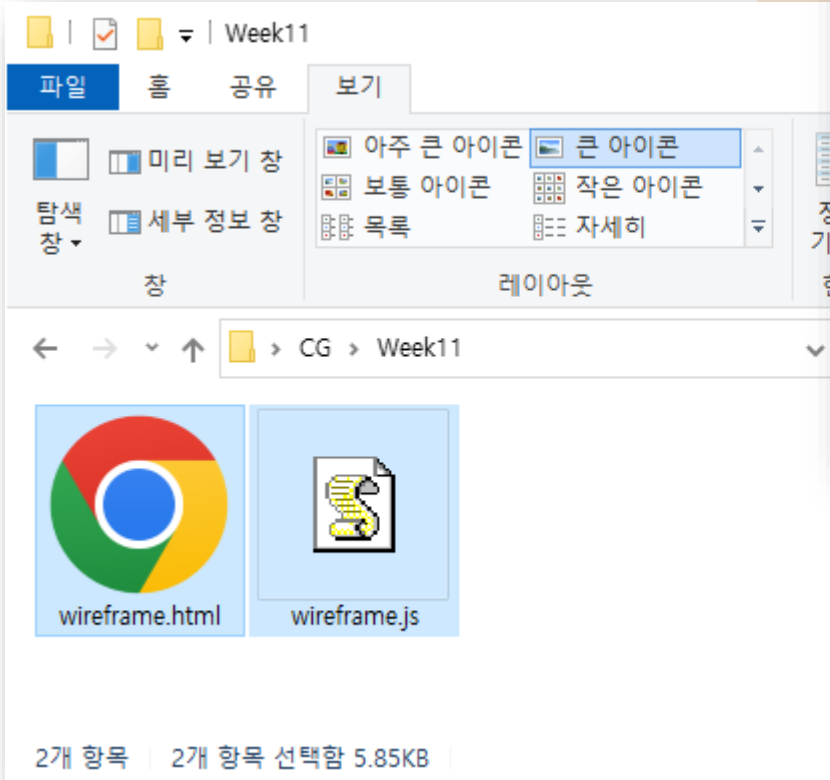 Week11
파일 홈 공유 보기
미리 보기 창
세부 정보 창
탐색
창
아주 큰 아이콘 큰 아이콘
보통 아이콘 작은 아이콘
목록 자세히
창 레이아웃
CG Week11
wireframe.html wireframe.js
2개 항목 2개 항목 선택함 5.85KB